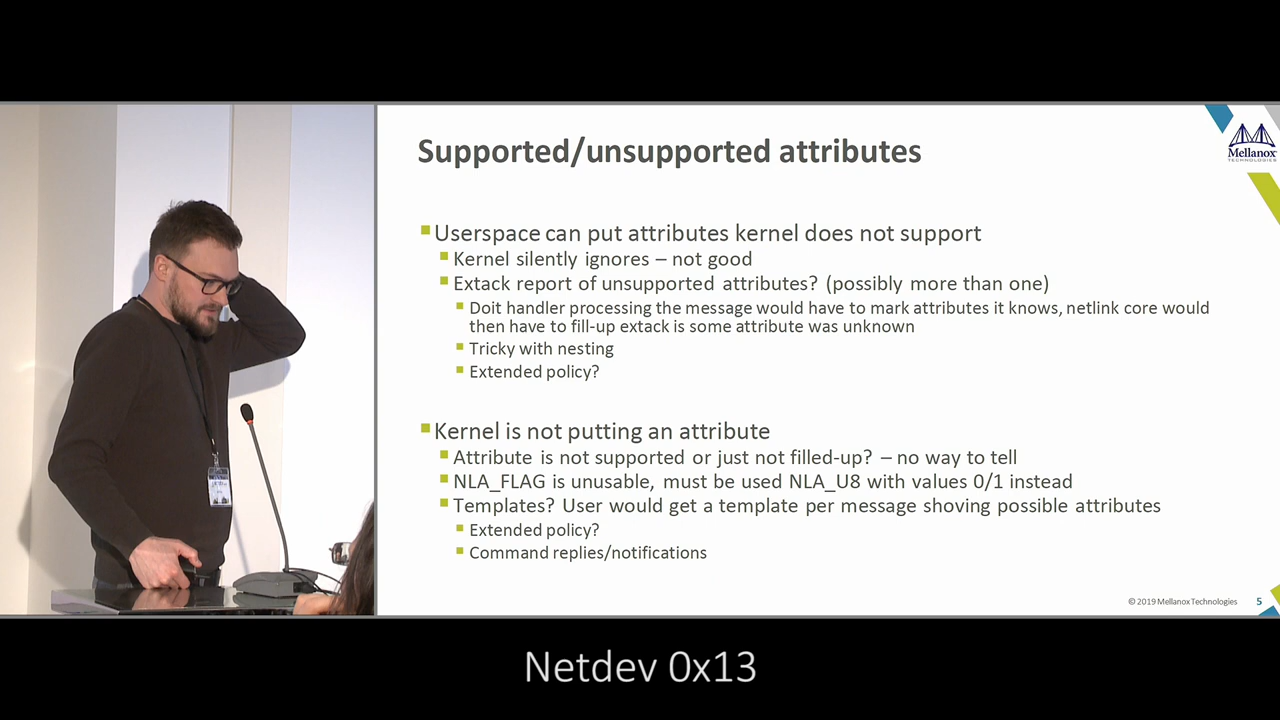 Supported/unsupported attributes
Mellanox
TECHNOLOGIES
Userspace can put attributes kernel does not support
Kernel silently ignores – not good
Extack report of unsupported attributes? (possibly more than one)
Doit handler processing the message would have to mark attributes it knows, netlink core would
then have to fill-up extack is some attribute was unknown
Tricky with nesting
Extended policy?
Kernel is not putting an attribute
Attribute is not supported or just not filled-up? – no way to tell
NLA_FLAG is unusable, must be used NLA_U8 with values 0/1 instead
Templates? User would get a template per message shoving possible attributes
Extended policy?
Command replies/notifications
© 2019 Mellanox Technologies
5
Netdev 0x13